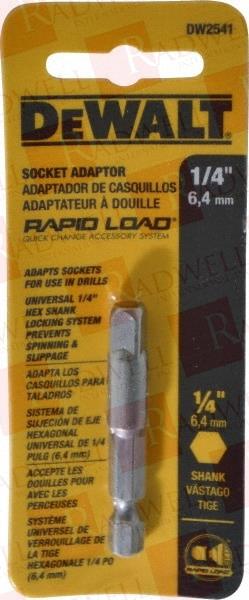 DW2541
DEWALT
SOCKET ADAPTOR
ADAPTADOR DE CASQUILLOS
ADAPTATEUR À DOUILLE
RAPID LOAD®
QUICK CHANGE ACCESSORY SYSTEM
1/4"
6,4 mm
ADAPTS SOCKETS
FOR USE IN DRILLS
UNIVERSAL 1/4"
HEX SHANK
LOCKING SYSTEM
PREVENTS
SPINNING &
SLIPPAGE
ADAPTA LOS
CASQUILLOS PARA
TALADROS
SISTEMA DE
SUJECIÓN DE EJE
HEXAGONAL
UNIVERSAL DE 1/4
PULG (6,4 mm)
ACCEPTE LES
DOUILLES POUR UN
AVEC LES
PERCEUSES
SYSTÈME
UNIVERSEL DE
VERROUILLAGE DE
LA TIGE
HEXAGONALE 1/4 PO
(6,4 mm)
1/4"
6,4 mm
SHANK
VÁSTAGO
TIGE
RAPID LOAD
RADWELL